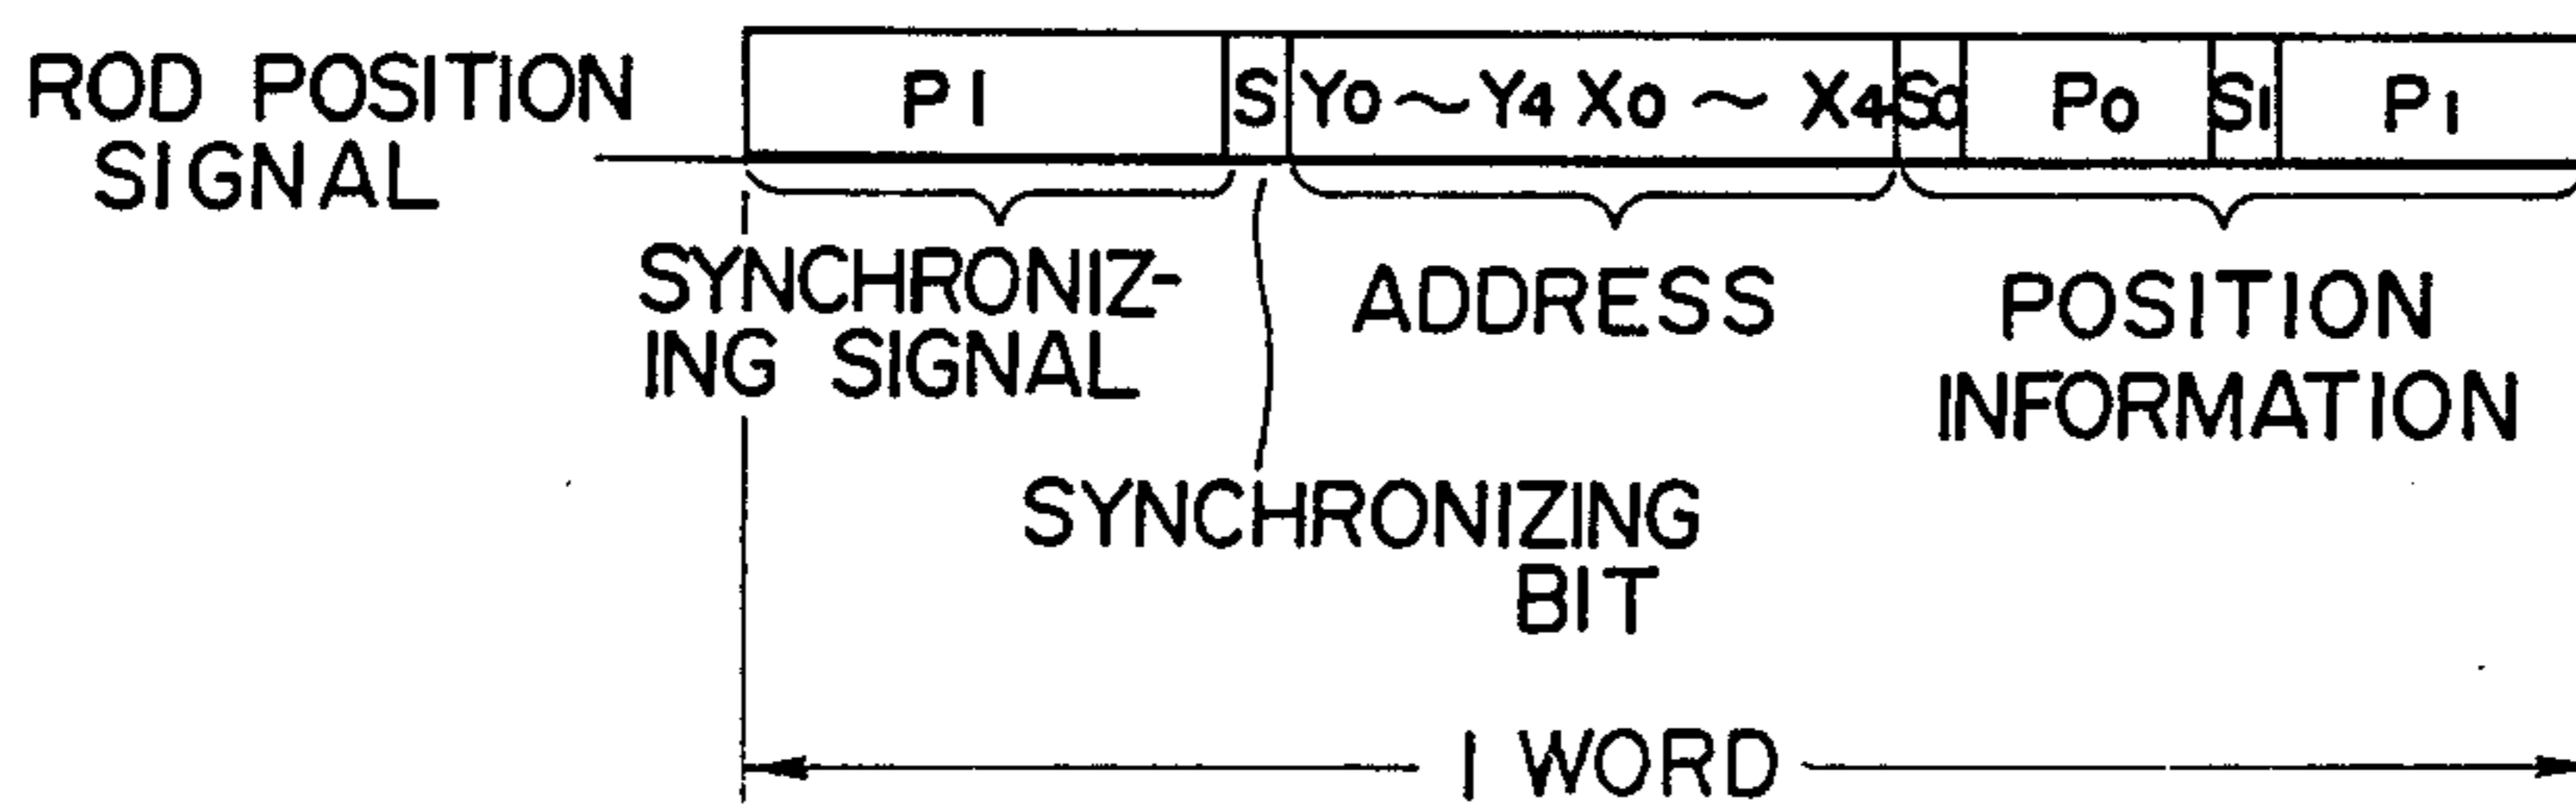 ROD POSITION
SIGNAL
P1 S Y0~Y4 X0~X4 S0 P0 S1 P1
SYNCHRONIZ-
ING SIGNAL
ADDRESS
POSITION
INFORMATION
SYNCHRONIZING
BIT
1 WORD